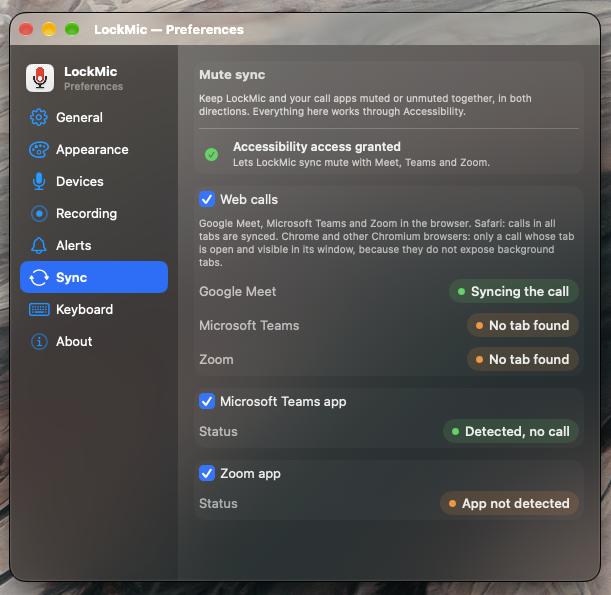 LockMic — Preferences
LockMic
Preferences
General
Appearance
Devices
Recording
Alerts
Sync
Keyboard
About
Mute sync
Keep LockMic and your call apps muted or unmuted together, in both
directions. Everything here works through Accessibility.
Accessibility access granted
Lets LockMic sync mute with Meet, Teams and Zoom.
Web calls
Google Meet, Microsoft Teams and Zoom in the browser. Safari: calls in all
tabs are synced. Chrome and other Chromium browsers: only a call whose tab
is open and visible in its window, because they do not expose background
tabs.
Google Meet Syncing the call
Microsoft Teams No tab found
Zoom No tab found
Microsoft Teams app
Status Detected, no call
Zoom app
Status App not detected